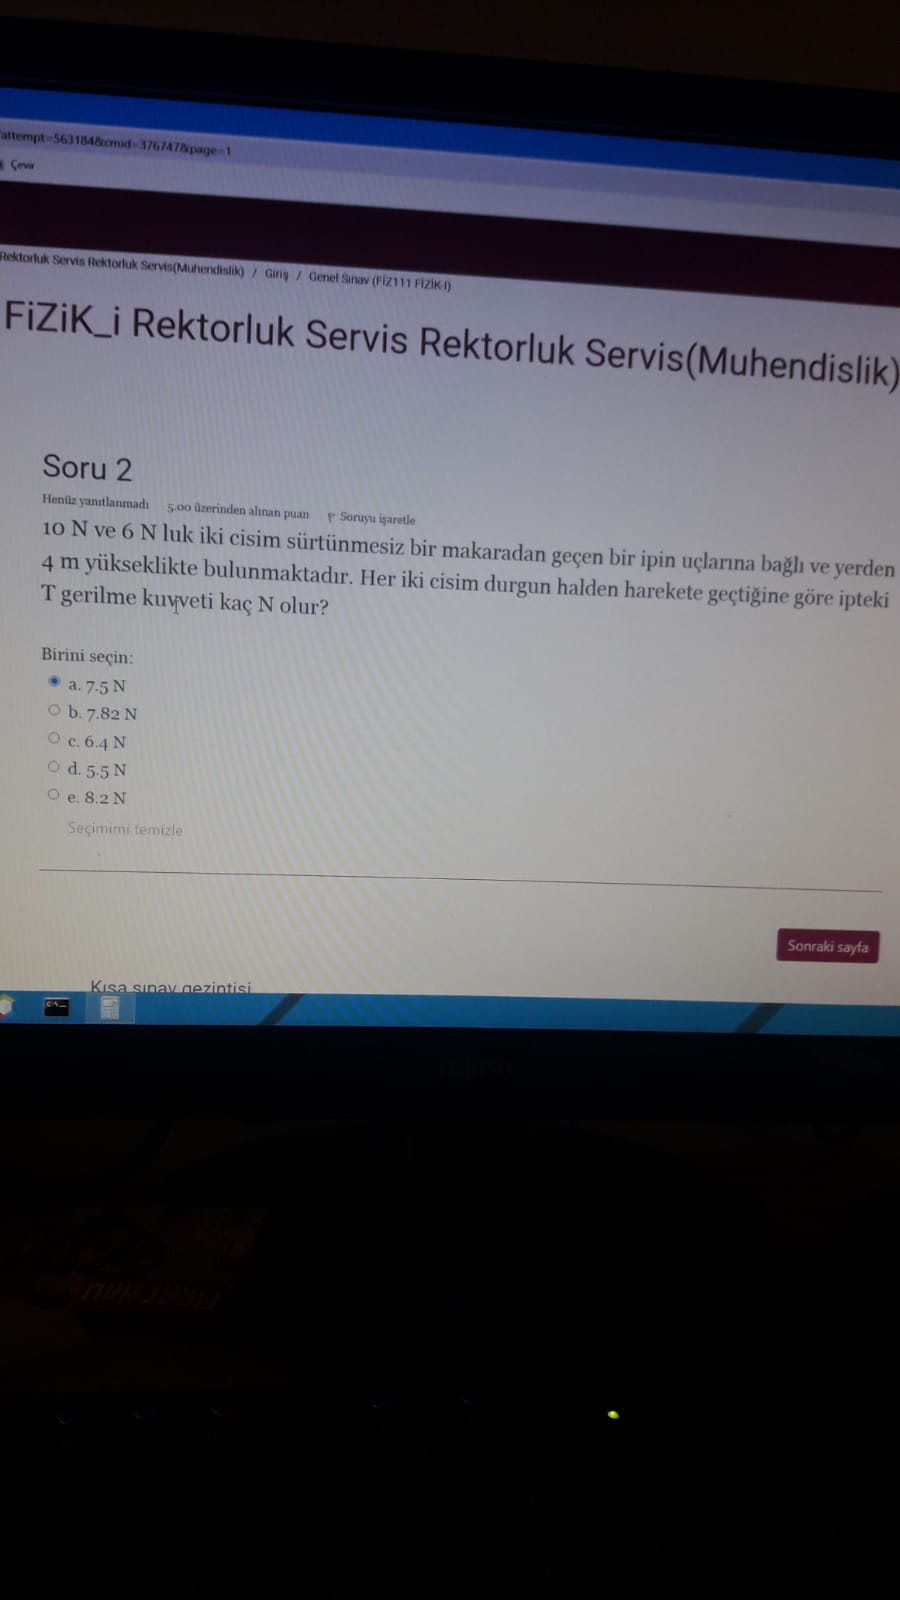 attempt=563184&cmid=376747&page=1
Çevir
Rektorluk Servis Rektorluk Servis(Muhendislik) / Giriş / Genel Sınav (FİZ111 FİZİK-I)
FiZiK_i Rektorluk Servis Rektorluk Servis(Muhendislik)
Soru 2
Henüz yanıtlanmadı 5.00 üzerinden alınan puan Soruyu işaretle
10 N ve 6 N luk iki cisim sürtünmesiz bir makaradan geçen bir ipin uçlarına bağlı ve yerden
4 m yükseklikte bulunmaktadır. Her iki cisim durgun halden harekete geçtiğine göre ipteki
T gerilme kuvveti kaç N olur?
Birini seçin:
a. 7.5 N
b. 7.82 N
c. 6.4 N
d. 5.5 N
e. 8.2 N
Seçimimi temizle
Sonraki sayfa
Kısa sınav gezintisi
FIRAT HALI